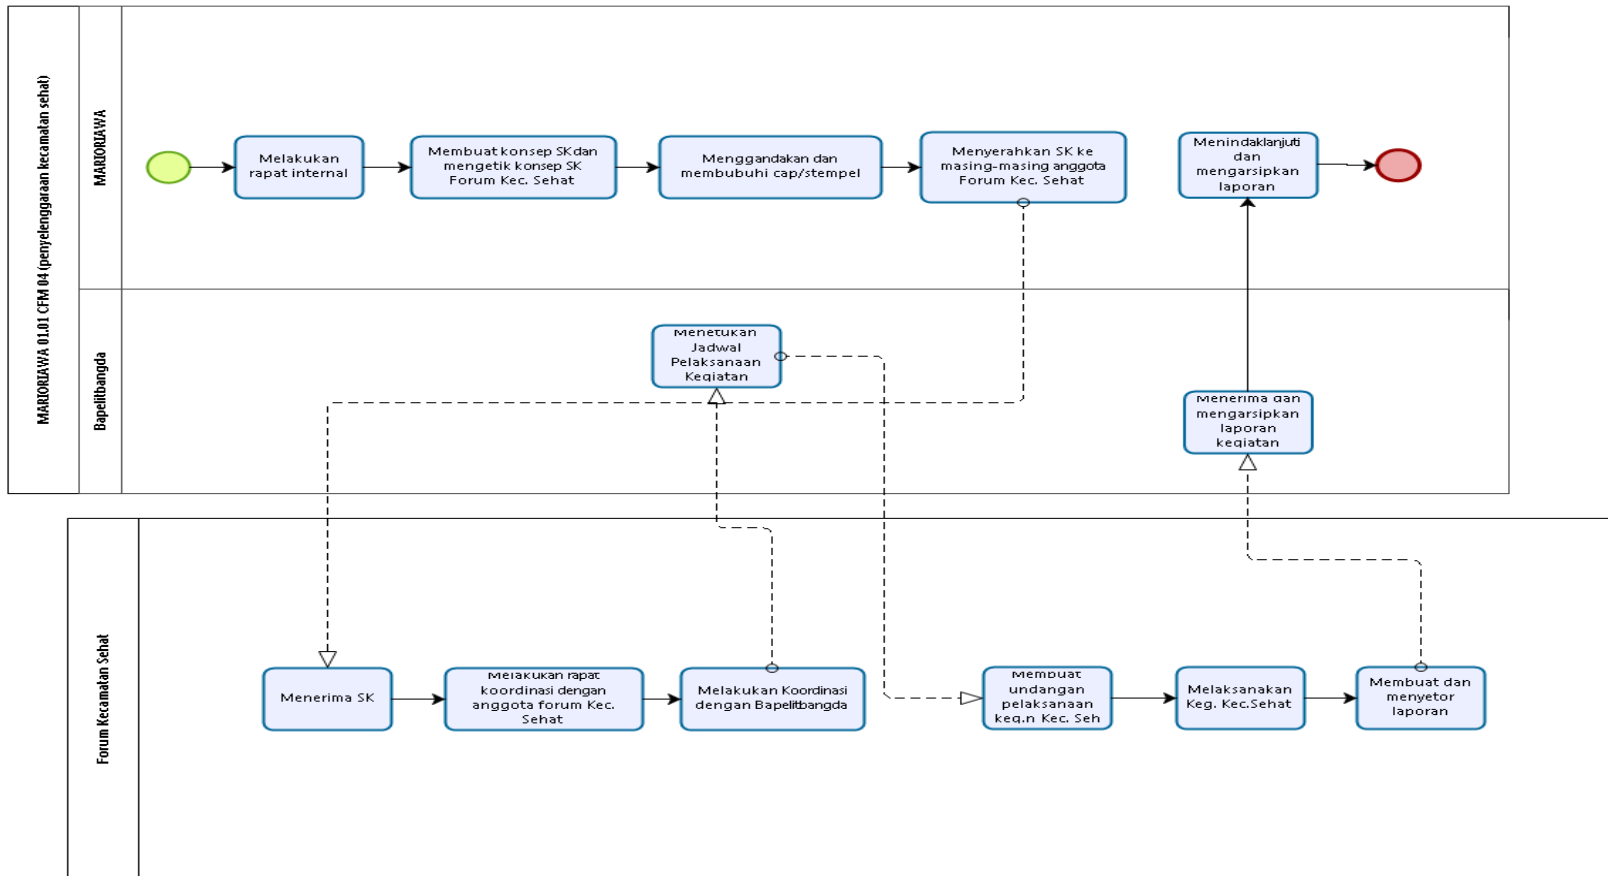 MARIORIAWA 01.01 CFM 04 (penyelenggaraan kecamatan sehat)
MARIORIAWA
Melakukan
rapat internal
Membuat konsep SK dan
mengetik konsep SK
Forum Kec. Sehat
Menggandakan dan
membubuhi cap/stempel
Menyerahkan SK ke
masing-masing anggota
Forum Kec. Sehat
Menindaklanjuti
dan
mengarsipkan
laporan
Bapelitbangda
Menetukan
Jadwal
Pelaksanaan
Kegiatan
Menerima dan
mengarsipkan
laporan
kegiatan
Forum Kecamatan Sehat
Menerima SK
Melakukan rapat
koordinasi dengan
anggota forum Kec.
Sehat
Melakukan Koordinasi
dengan Bapelitbangda
Membuat
undangan
pelaksanaan
keg.n Kec. Seh
Melaksanakan
Keg. Kec.Sehat
Membuat dan
menyetor
laporan